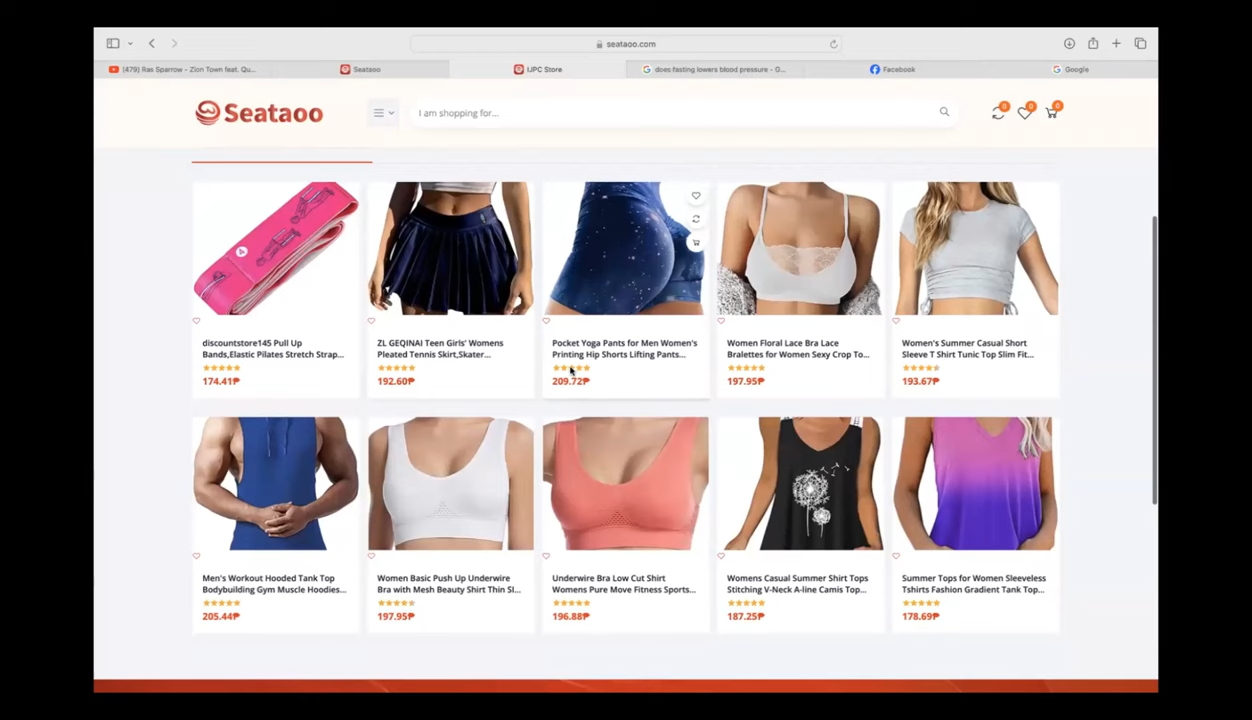 seataoo.com
(479) Ras Sparrow - Zion Town feat. Qu...
Seataoo
IJPC Store
does fasting lowers blood pressure - G...
Facebook
Google
Seataoo
I am shopping for...
0
0
0
discountstore145 Pull Up
Bands,Elastic Pilates Stretch Strap...
174.41₱
ZL GEQINAI Teen Girls' Womens
Pleated Tennis Skirt,Skater...
192.60₱
Pocket Yoga Pants for Men Women's
Printing Hip Shorts Lifting Pants...
209.72₱
Women Floral Lace Bra Lace
Bralettes for Women Sexy Crop To...
197.95₱
Women's Summer Casual Short
Sleeve T Shirt Tunic Top Slim Fit...
193.67₱
Men's Workout Hooded Tank Top
Bodybuilding Gym Muscle Hoodies...
205.44₱
Women Basic Push Up Underwire
Bra with Mesh Beauty Shirt Thin Sl...
197.95₱
Underwire Bra Low Cut Shirt
Womens Pure Move Fitness Sports...
196.88₱
Womens Casual Summer Shirt Tops
Stitching V-Neck A-line Camis Top...
187.25₱
Summer Tops for Women Sleeveless
Tshirts Fashion Gradient Tank Top...
178.69₱